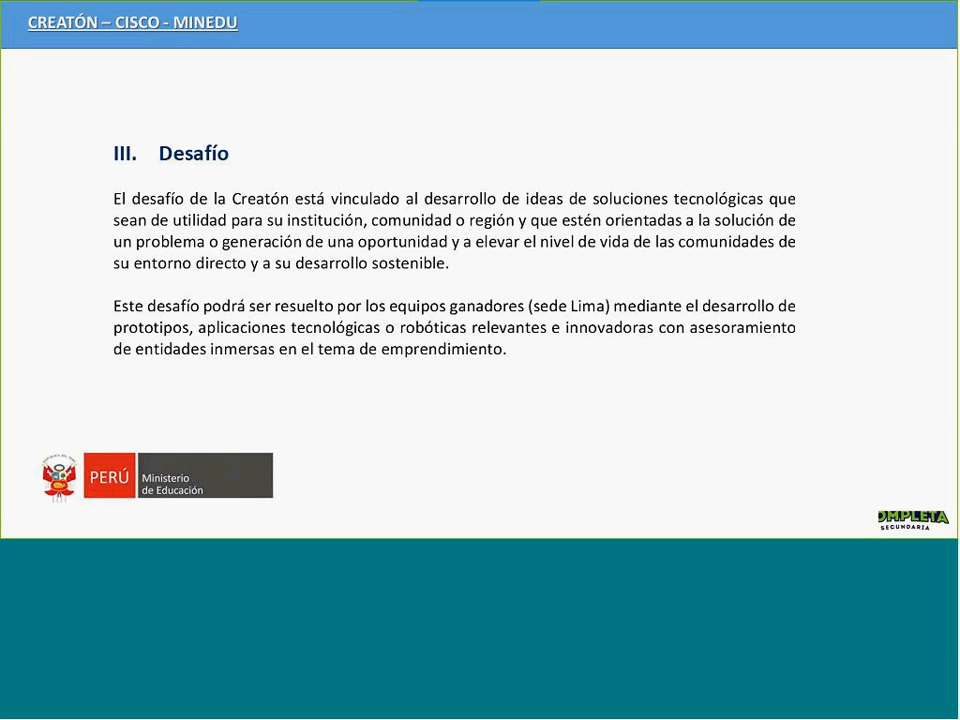 CREATÓN – CISCO - MINEDU
III. Desafío
El desafío de la Creatón está vinculado al desarrollo de ideas de soluciones tecnológicas que
sean de utilidad para su institución, comunidad o región y que estén orientadas a la solución de
un problema o generación de una oportunidad y a elevar el nivel de vida de las comunidades de
su entorno directo y a su desarrollo sostenible.
Este desafío podrá ser resuelto por los equipos ganadores (sede Lima) mediante el desarrollo de
prototipos, aplicaciones tecnológicas o robóticas relevantes e innovadoras con asesoramiento
de entidades inmersas en el tema de emprendimiento.
PERÚ
Ministerio
de Educación
OMPLETA
SECUNDARIA